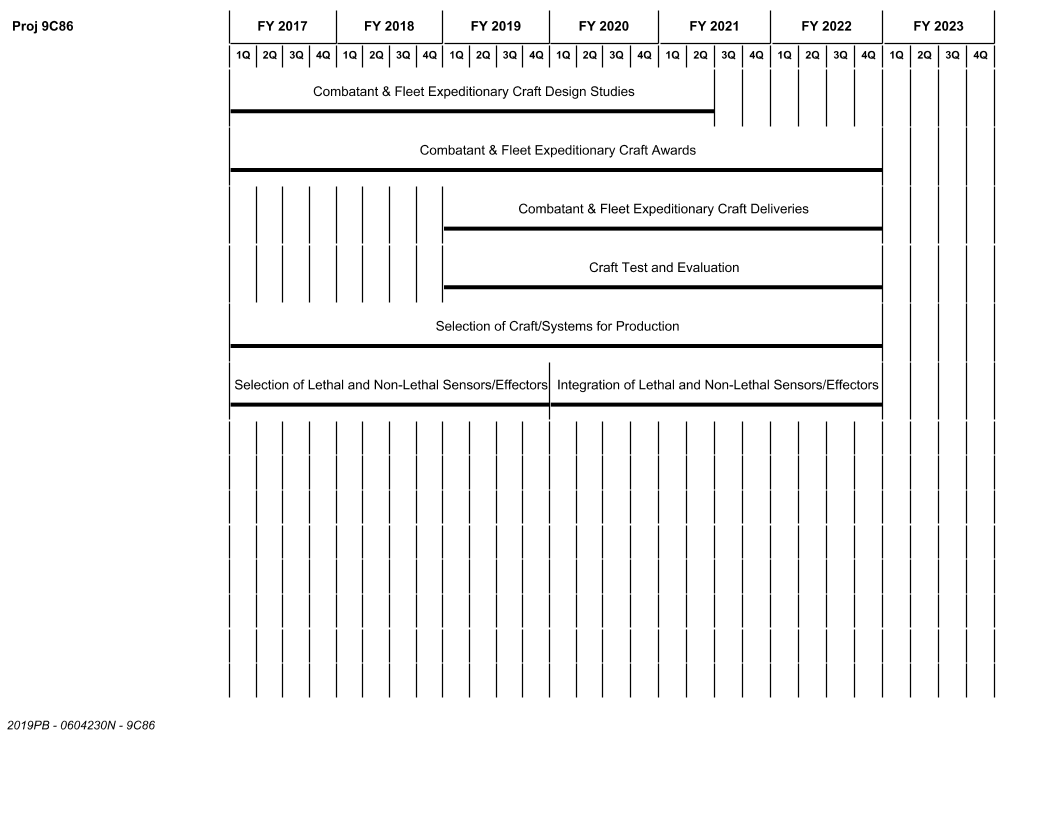 Proj 9C86
FY 2017 FY 2018 FY 2019 FY 2020 FY 2021 FY 2022 FY 2023
1Q 2Q 3Q 4Q 1Q 2Q 3Q 4Q 1Q 2Q 3Q 4Q 1Q 2Q 3Q 4Q 1Q 2Q 3Q 4Q 1Q 2Q 3Q 4Q 1Q 2Q 3Q 4Q
Combatant & Fleet Expeditionary Craft Design Studies
Combatant & Fleet Expeditionary Craft Awards
Combatant & Fleet Expeditionary Craft Deliveries
Craft Test and Evaluation
Selection of Craft/Systems for Production
Selection of Lethal and Non-Lethal Sensors/Effectors Integration of Lethal and Non-Lethal Sensors/Effectors
2019PB - 0604230N - 9C86